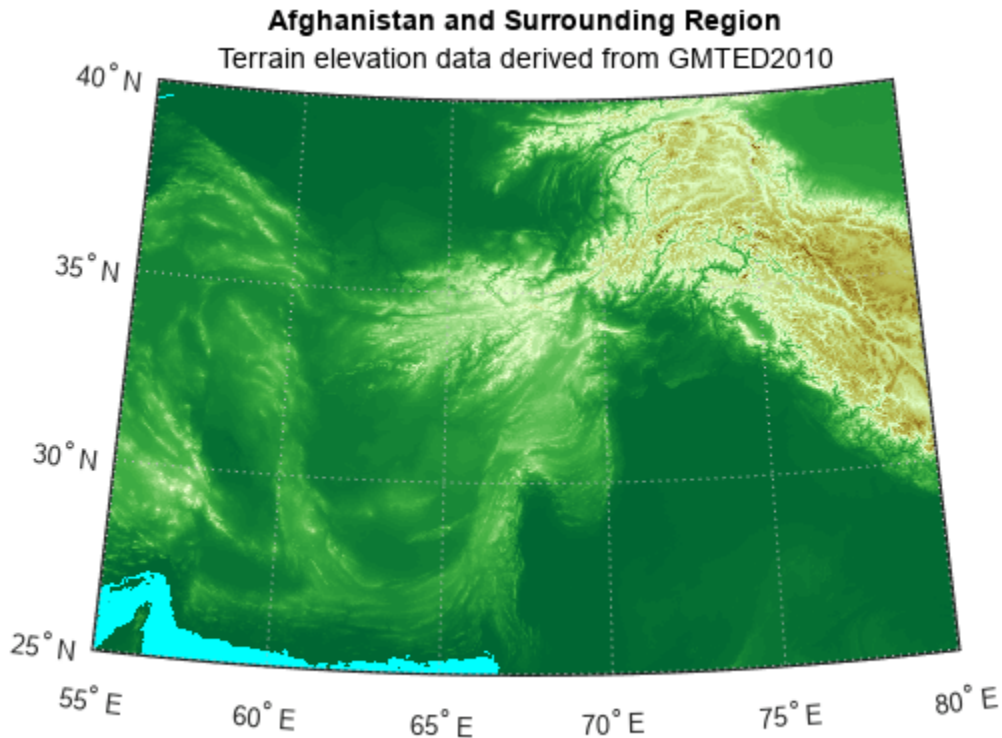 Afghanistan and Surrounding Region
Terrain elevation data derived from GMTED2010
40° N
35° N
30° N
25° N
55° E
60° E
65° E
70° E
75° E
80° E